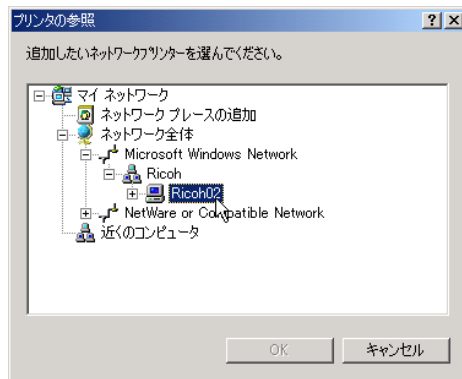 プリンタの参照
追加したいネットワークプリンターを選んでください。
マイ ネットワーク
ネットワーク プレースの追加
ネットワーク全体
Microsoft Windows Network
Ricoh
Ricoh02
NetWare or Compatible Network
近くのコンピュータ
OK
キャンセル